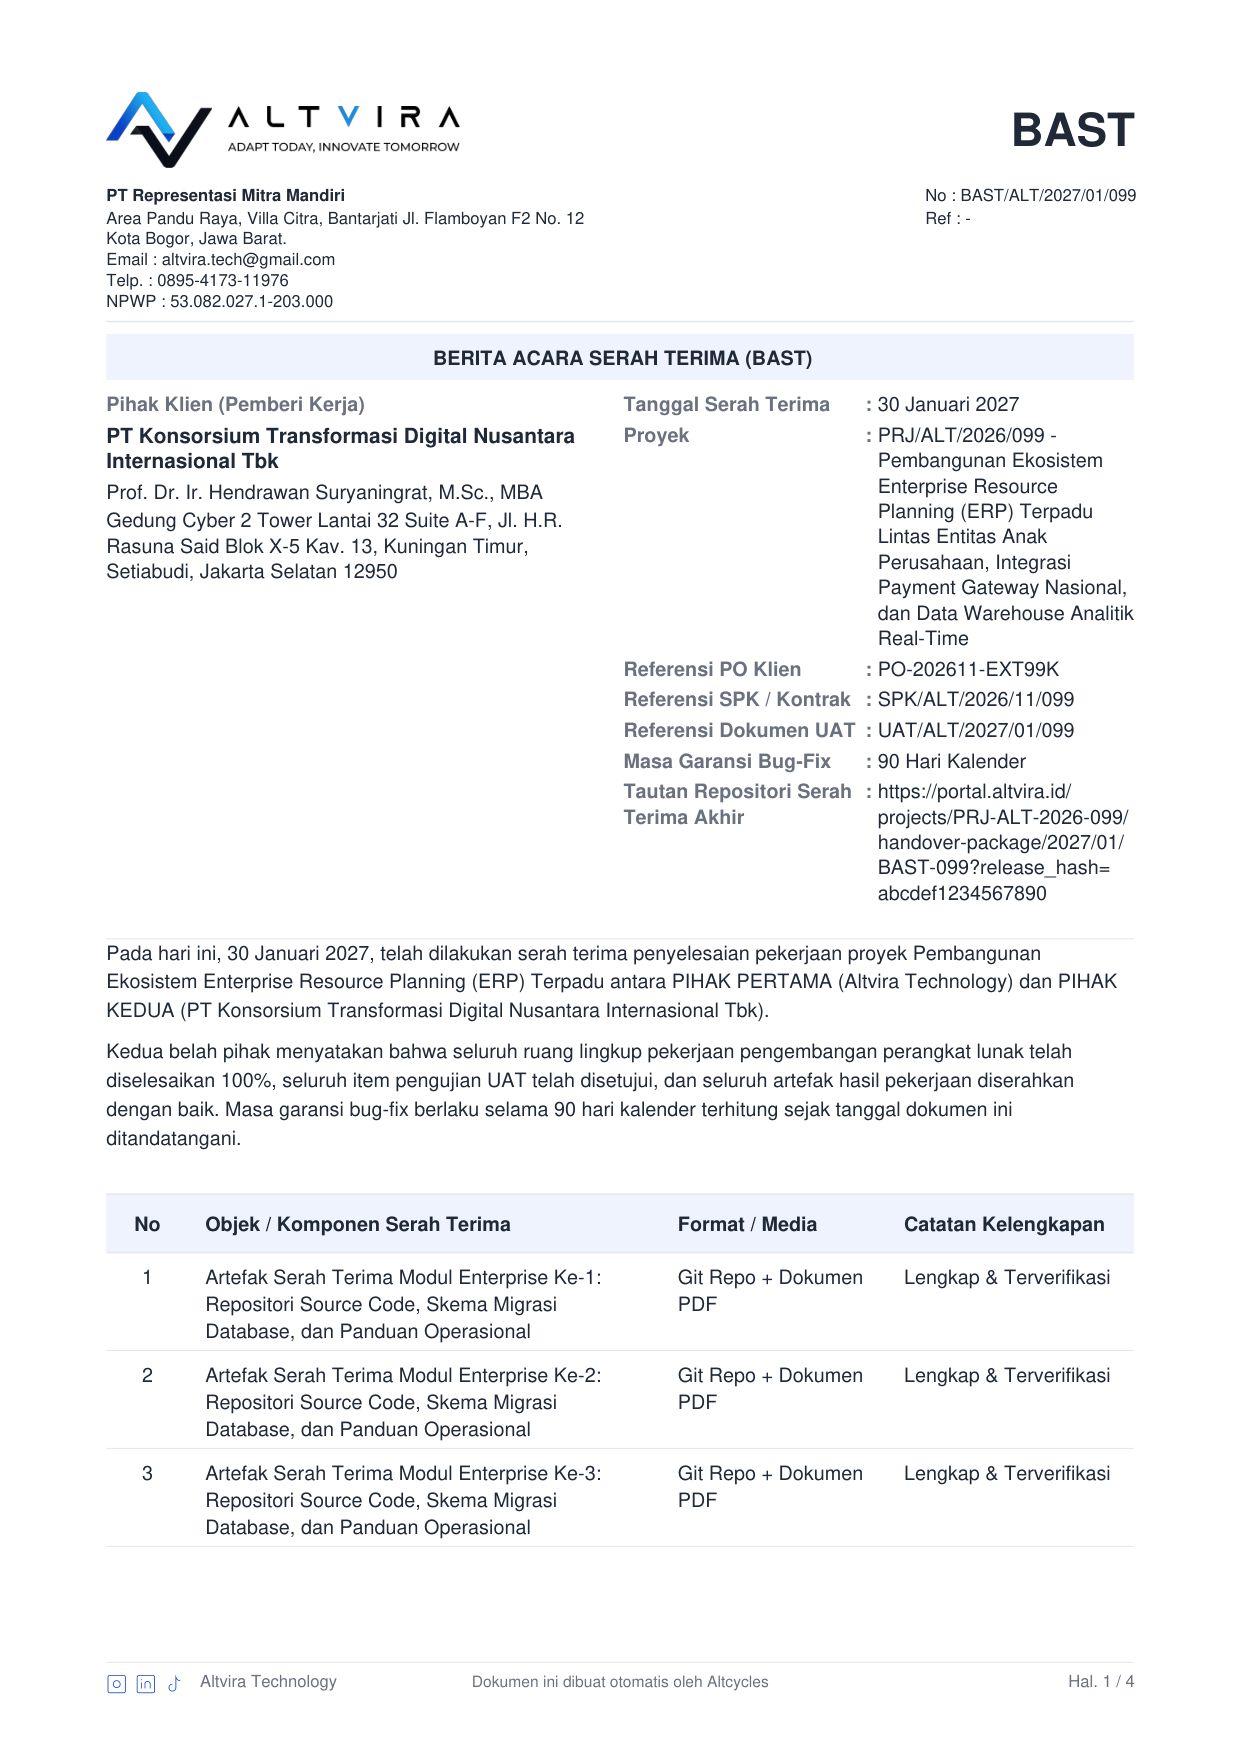 ALTVIRA
ADAPT TODAY, INNOVATE TOMORROW
BAST
PT Representasi Mitra Mandiri
Area Pandu Raya, Villa Citra, Bantarjati Jl. Flamboyan F2 No. 12
Kota Bogor, Jawa Barat.
Email : altvira.tech@gmail.com
Telp. : 0895-4173-11976
NPWP : 53.082.027.1-203.000
No : BAST/ALT/2027/01/099
Ref : -
BERITA ACARA SERAH TERIMA (BAST)
Pihak Klien (Pemberi Kerja)
PT Konsorsium Transformasi Digital Nusantara
Internasional Tbk
Prof. Dr. Ir. Hendrawan Suryaningrat, M.Sc., MBA
Gedung Cyber 2 Tower Lantai 32 Suite A-F, Jl. H.R.
Rasuna Said Blok X-5 Kav. 13, Kuningan Timur,
Setiabudi, Jakarta Selatan 12950
Tanggal Serah Terima : 30 Januari 2027
Proyek : PRJ/ALT/2026/099 -
Pembangunan Ekosistem
Enterprise Resource
Planning (ERP) Terpadu
Lintas Entitas Anak
Perusahaan, Integrasi
Payment Gateway Nasional,
dan Data Warehouse Analitik
Real-Time
Referensi PO Klien : PO-202611-EXT99K
Referensi SPK / Kontrak : SPK/ALT/2026/11/099
Referensi Dokumen UAT : UAT/ALT/2027/01/099
Masa Garansi Bug-Fix : 90 Hari Kalender
Tautan Repositori Serah : https://portal.altvira.id/
Terima Akhir projects/PRJ-ALT-2026-099/
handover-package/2027/01/
BAST-099?release_hash=
abcdef1234567890
Pada hari ini, 30 Januari 2027, telah dilakukan serah terima penyelesaian pekerjaan proyek Pembangunan
Ekosistem Enterprise Resource Planning (ERP) Terpadu antara PIHAK PERTAMA (Altvira Technology) dan PIHAK
KEDUA (PT Konsorsium Transformasi Digital Nusantara Internasional Tbk).
Kedua belah pihak menyatakan bahwa seluruh ruang lingkup pekerjaan pengembangan perangkat lunak telah
diselesaikan 100%, seluruh item pengujian UAT telah disetujui, dan seluruh artefak hasil pekerjaan diserahkan
dengan baik. Masa garansi bug-fix berlaku selama 90 hari kalender terhitung sejak tanggal dokumen ini
ditandatangani.
No Objek / Komponen Serah Terima Format / Media Catatan Kelengkapan
1 Artefak Serah Terima Modul Enterprise Ke-1: Git Repo + Dokumen Lengkap & Terverifikasi
Repositori Source Code, Skema Migrasi PDF
Database, dan Panduan Operasional
2 Artefak Serah Terima Modul Enterprise Ke-2: Git Repo + Dokumen Lengkap & Terverifikasi
Repositori Source Code, Skema Migrasi PDF
Database, dan Panduan Operasional
3 Artefak Serah Terima Modul Enterprise Ke-3: Git Repo + Dokumen Lengkap & Terverifikasi
Repositori Source Code, Skema Migrasi PDF
Database, dan Panduan Operasional
Altvira Technology Dokumen ini dibuat otomatis oleh Altcycles Hal. 1 / 4